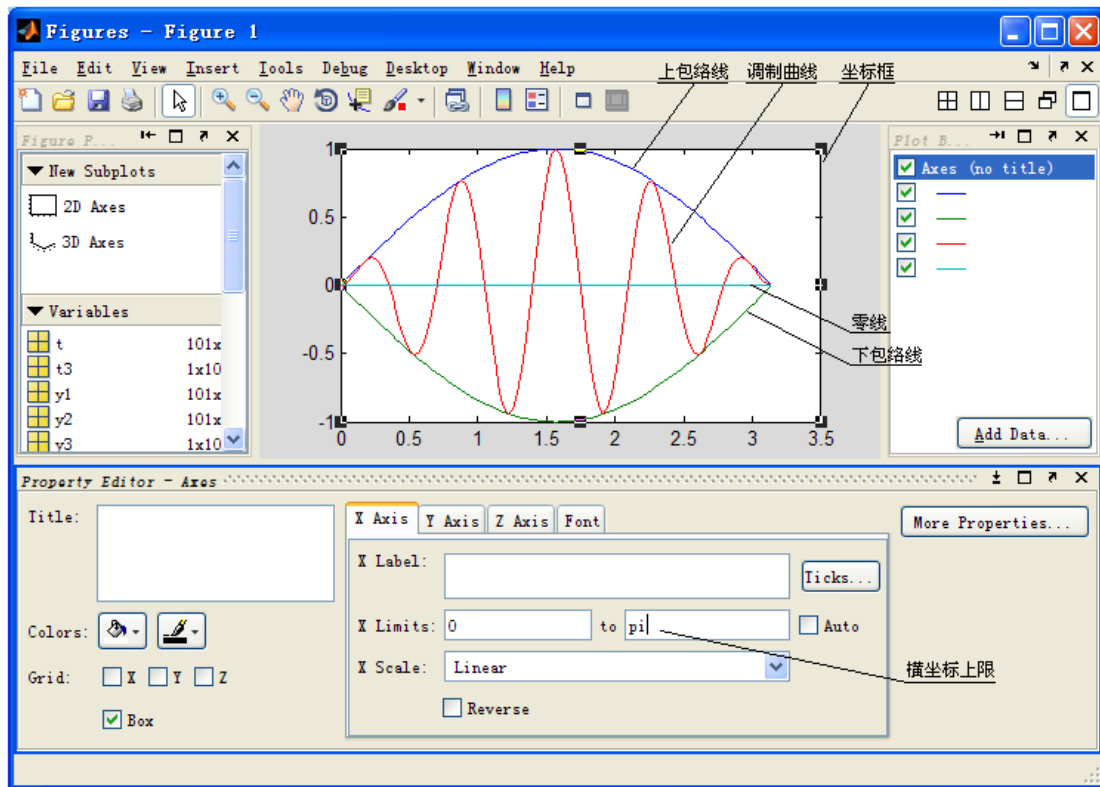 Figures - Figure 1
File Edit View Insert Tools Debug Desktop Window Help
上包络线 调制曲线 坐标框
Figure P...
Plot B...
New Subplots
2D Axes
3D Axes
Variables
t 101x
t3 1x10
y1 101x
y2 101x
y3 1x10
1
0.5
0
-0.5
-1
0 0.5 1 1.5 2 2.5 3 3.5
零线
下包络线
Axes (no title)
Add Data...
Property Editor - Axes
Title:
Colors:
Grid: X Y Z
Box
X Axis Y Axis Z Axis Font
X Label:
Ticks...
X Limits: 0 to pi Auto
X Scale: Linear
Reverse
More Properties...
横坐标上限